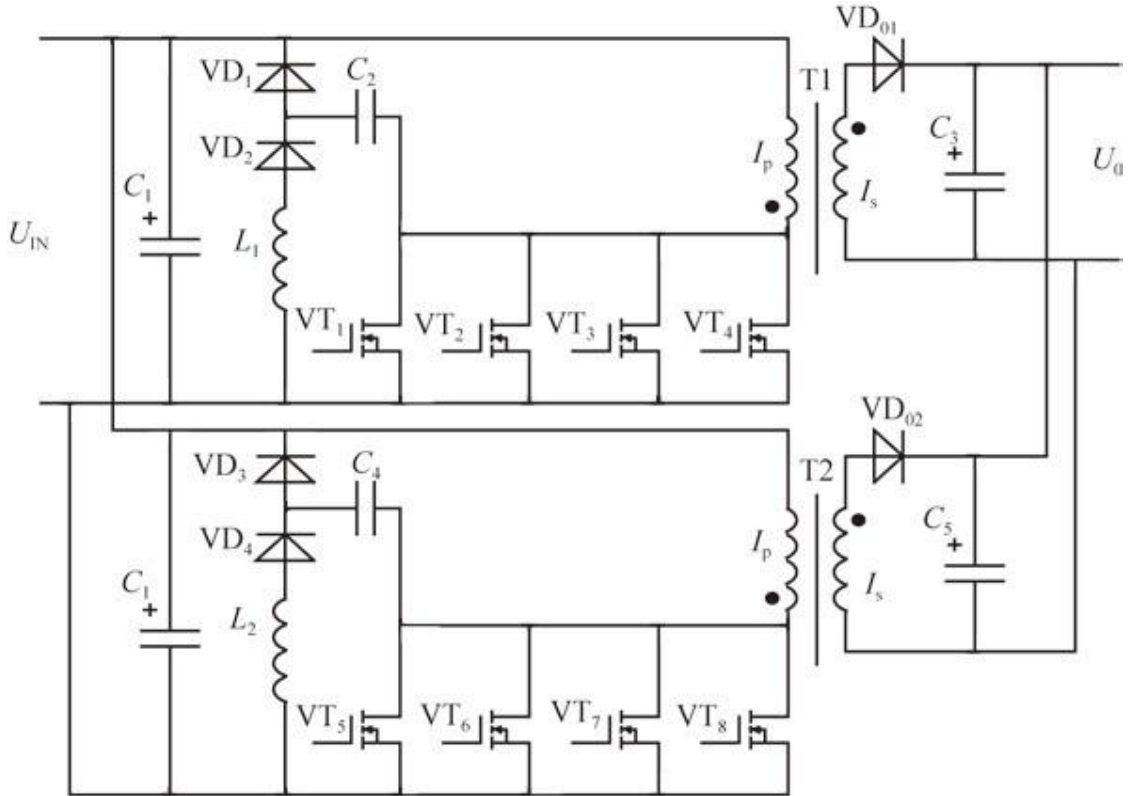 VD₀₁
VD₁
C₂
T1
VD₂
C₃
+
C₁
+
Iₚ
Iₛ
U₀
U_IN
L₁
VT₁
VT₂
VT₃
VT₄
VD₀₂
VD₃
C₄
T2
VD₄
C₅
+
C₁
+
Iₚ
Iₛ
L₂
VT₅
VT₆
VT₇
VT₈